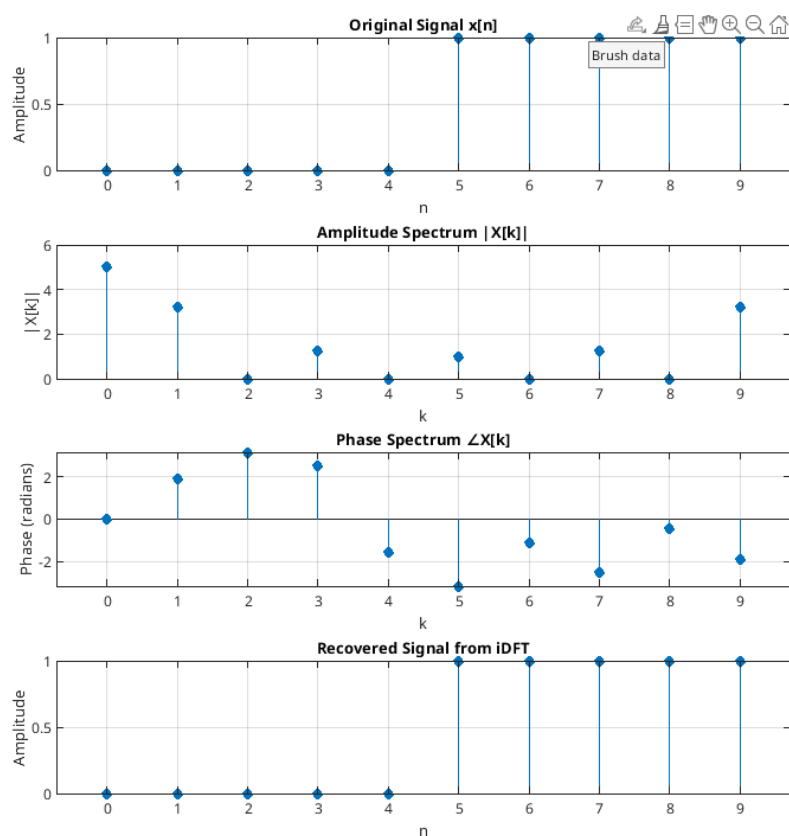 Original Signal x[n]
Brush data
1
0.5
0
Amplitude
0 1 2 3 4 5 6 7 8 9
n
Amplitude Spectrum |X[k]|
6
4
2
0
|X[k]|
0 1 2 3 4 5 6 7 8 9
k
Phase Spectrum ∠X[k]
2
0
-2
Phase (radians)
0 1 2 3 4 5 6 7 8 9
k
Recovered Signal from iDFT
1
0.5
0
Amplitude
0 1 2 3 4 5 6 7 8 9
n